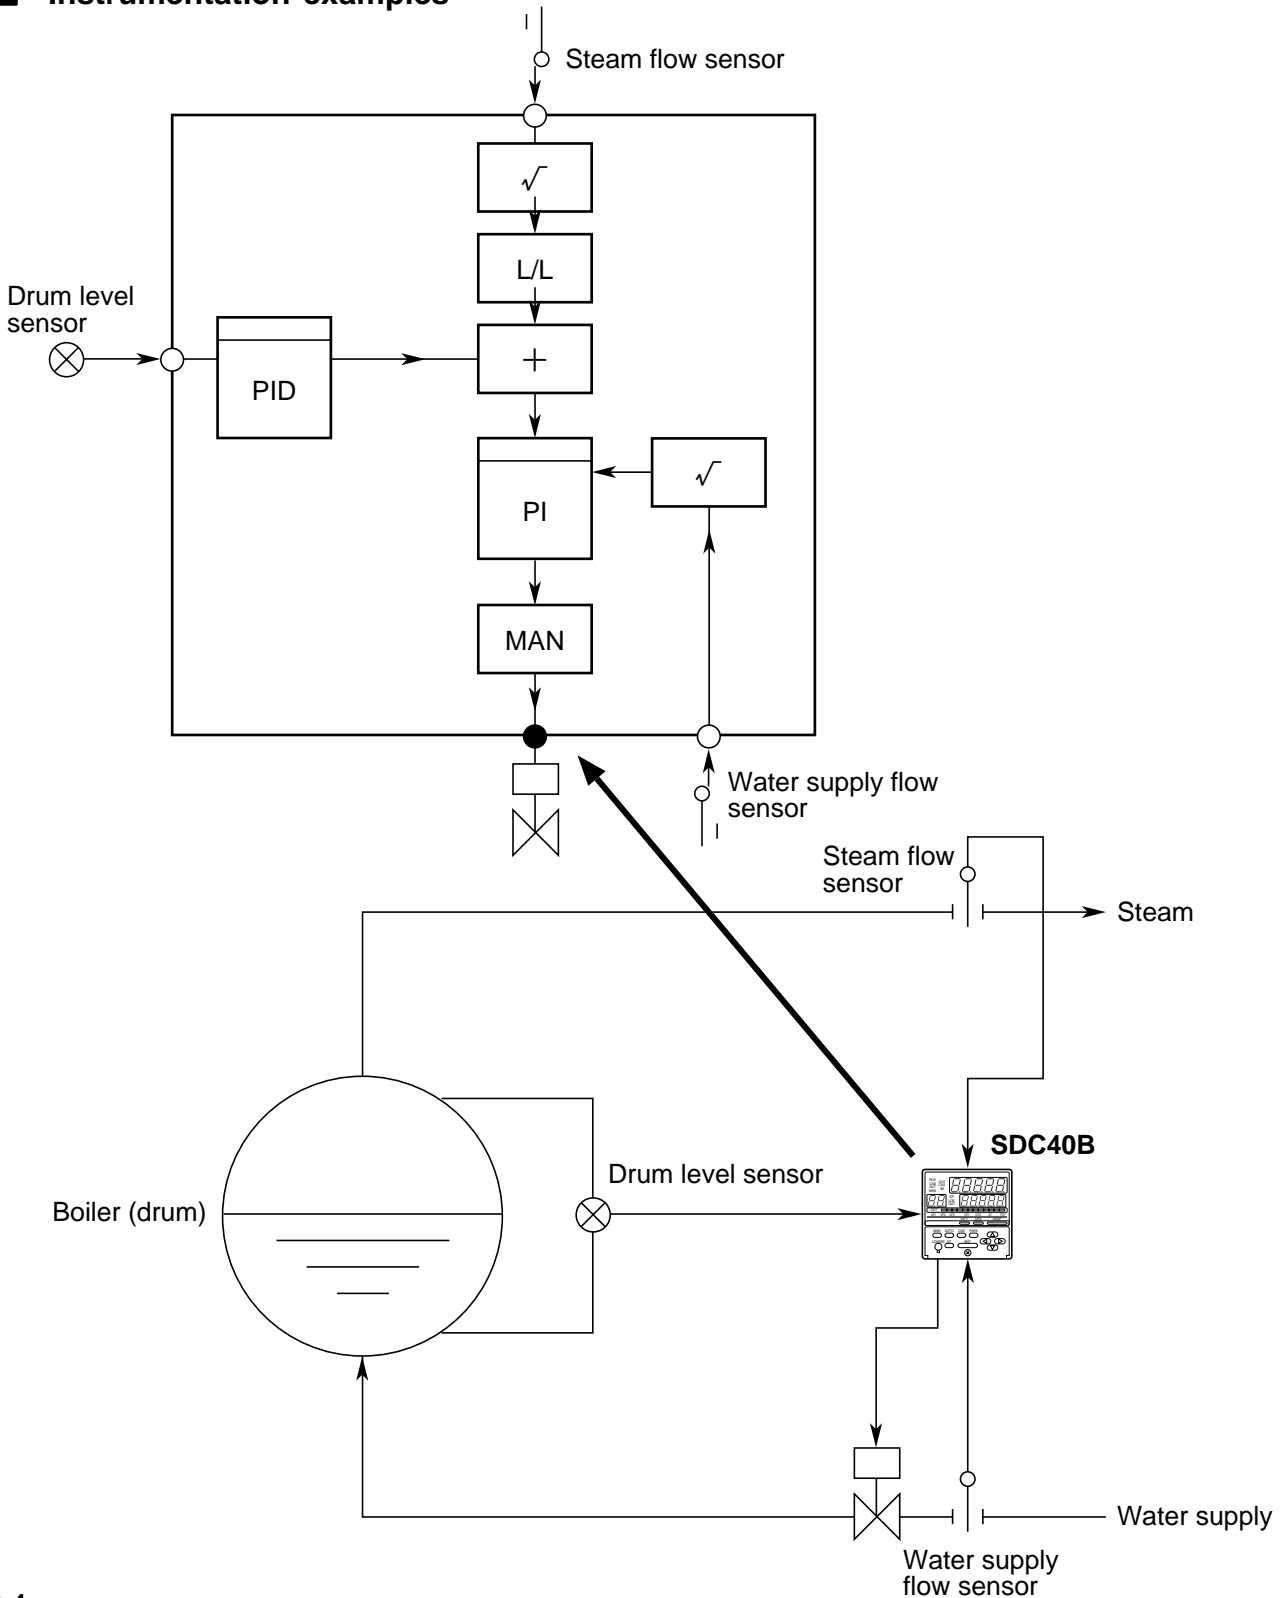 Instrumentation examples
Steam flow sensor
√
L/L
Drum level
sensor
+
PID
√
PI
MAN
Water supply flow
sensor
Steam flow
sensor
Steam
SDC40B
Drum level sensor
Boiler (drum)
Water supply
Water supply
flow sensor